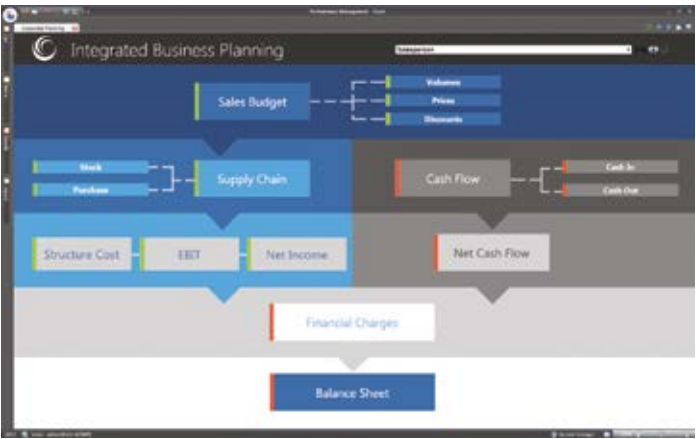 Integrated Business Planning
Salesperson
Sales Budget
Volumes
Prices
Discounts
Stock
Purchase
Supply Chain
Cash Flow
Cash In
Cash Out
Structure Cost
EBIT
Net Income
Net Cash Flow
Financial Charges
Balance Sheet